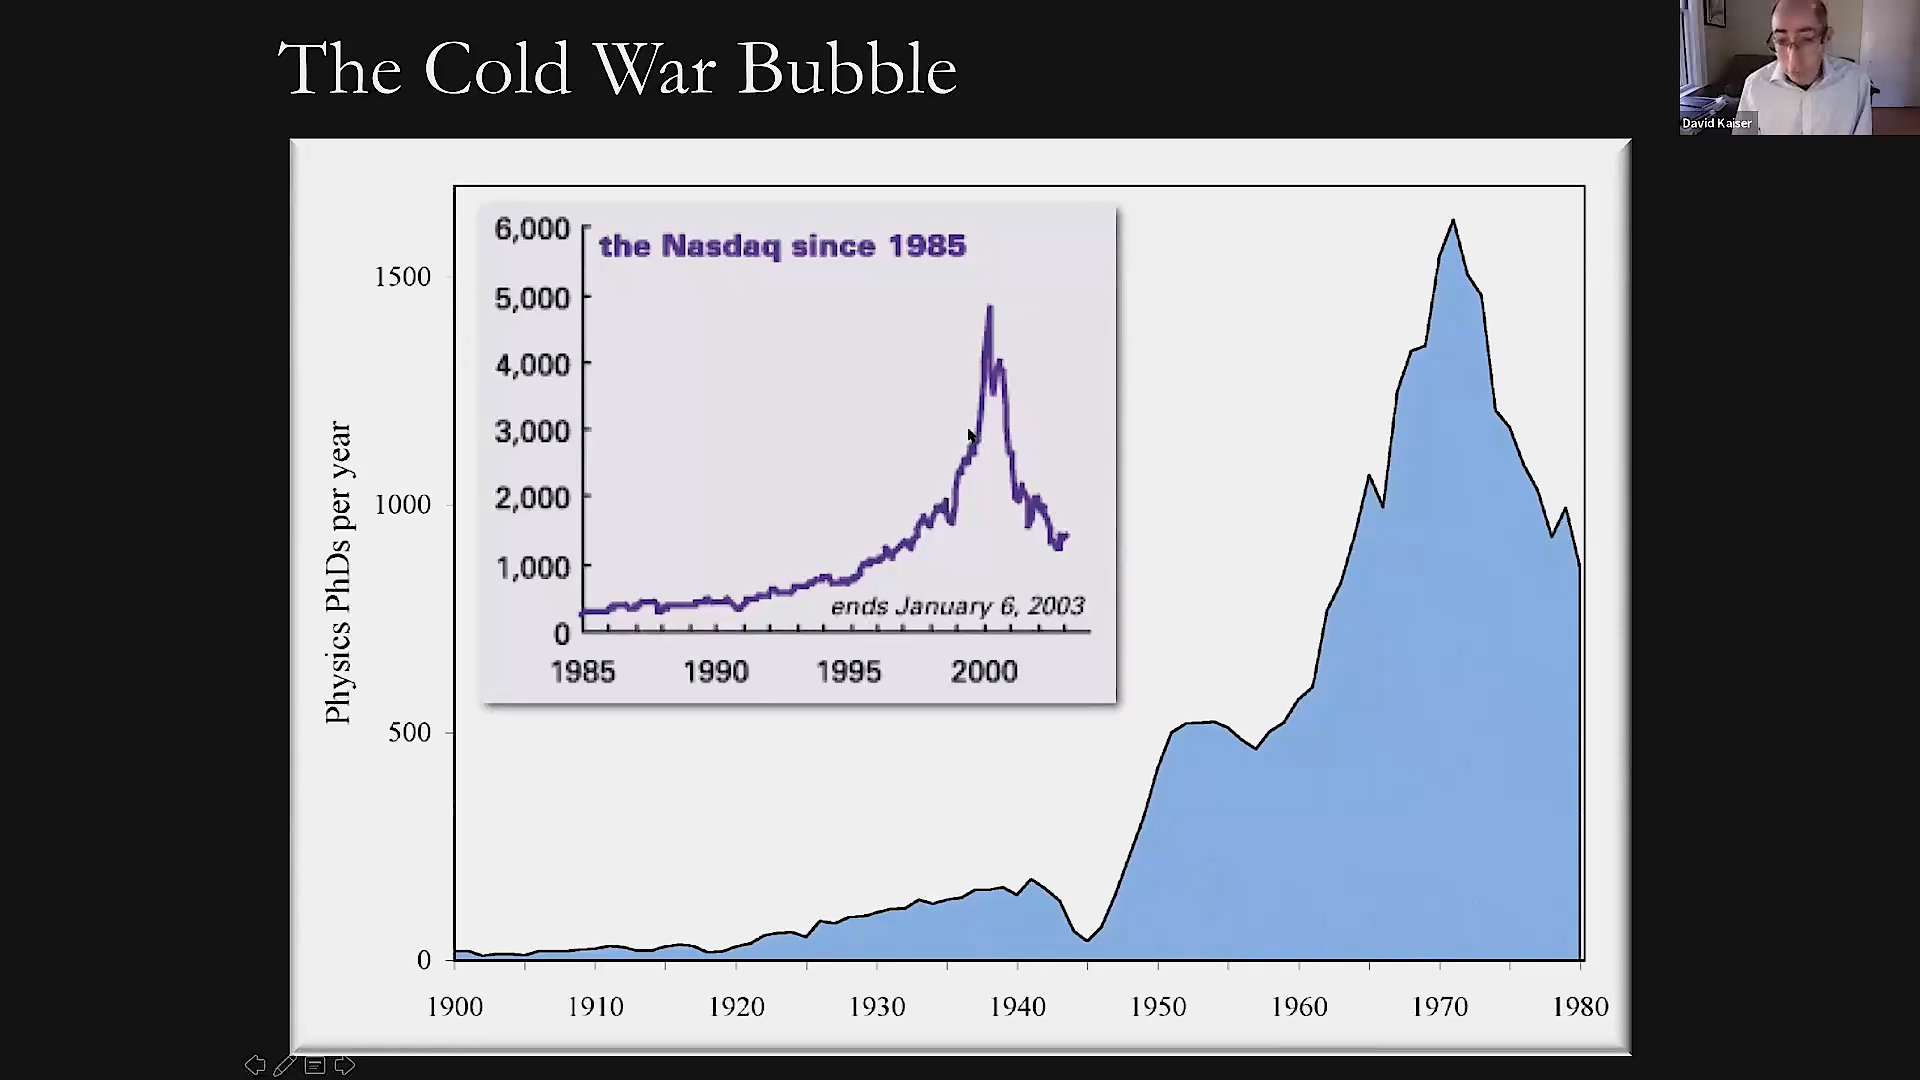 The Cold War Bubble
David Kaiser
6,000
the Nasdaq since 1985
5,000
4,000
3,000
2,000
1,000
0
ends January 6, 2003
1985 1990 1995 2000
Physics PhDs per year
1500
1000
500
0
1900 1910 1920 1930 1940 1950 1960 1970 1980